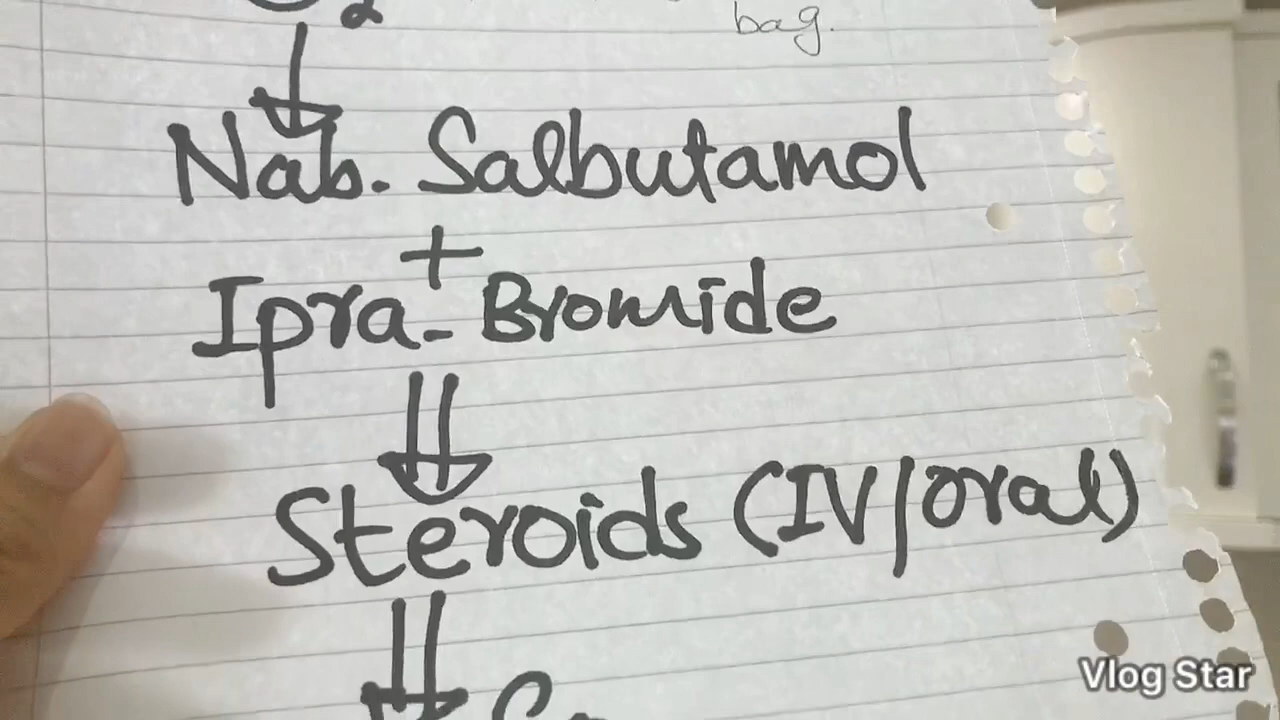 bag.
Nab. Salbutamol
+
Ipra- Bromide
Steroids (IV/oral)
Vlog Star